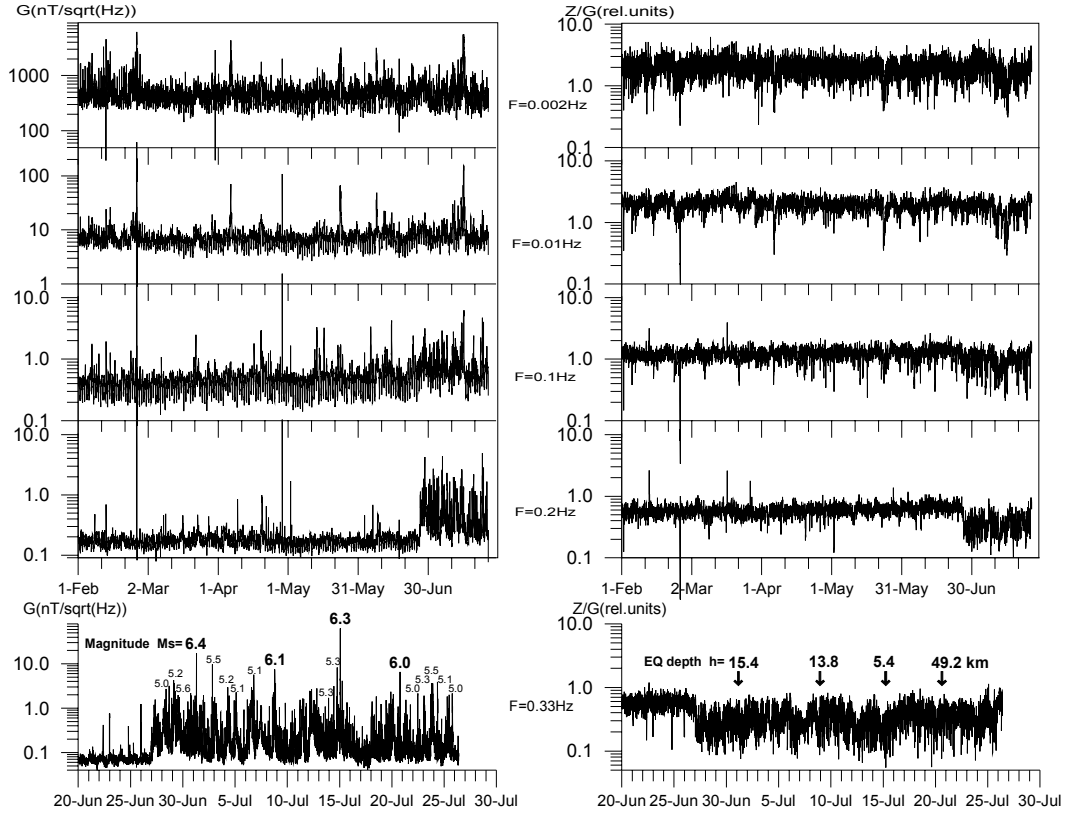 G(nT/sqrt(Hz))
Z/G(rel.units)
1000
100
F=0.002Hz
10.0
1.0
0.1
100
10
1
F=0.01Hz
10.0
1.0
0.1
10.0
1.0
0.1
F=0.1Hz
10.0
1.0
0.1
10.0
1.0
0.1
F=0.2Hz
10.0
1.0
0.1
1-Feb 2-Mar 1-Apr 1-May 31-May 30-Jun
1-Feb 2-Mar 1-Apr 1-May 31-May 30-Jun
G(nT/sqrt(Hz))
Z/G(rel.units)
Magnitude Ms= 6.4
5.0 5.2 5.6 5.5 5.2 5.1 5.1 6.1 5.3 5.3 6.3 6.0 5.0 5.3 5.5 5.1 5.0
10.0
1.0
0.1
F=0.33Hz
EQ depth h= 15.4 13.8 5.4 49.2 km
10.0
1.0
0.1
20-Jun 25-Jun 30-Jun 5-Jul 10-Jul 15-Jul 20-Jul 25-Jul 30-Jul
20-Jun 25-Jun 30-Jun 5-Jul 10-Jul 15-Jul 20-Jul 25-Jul 30-Jul